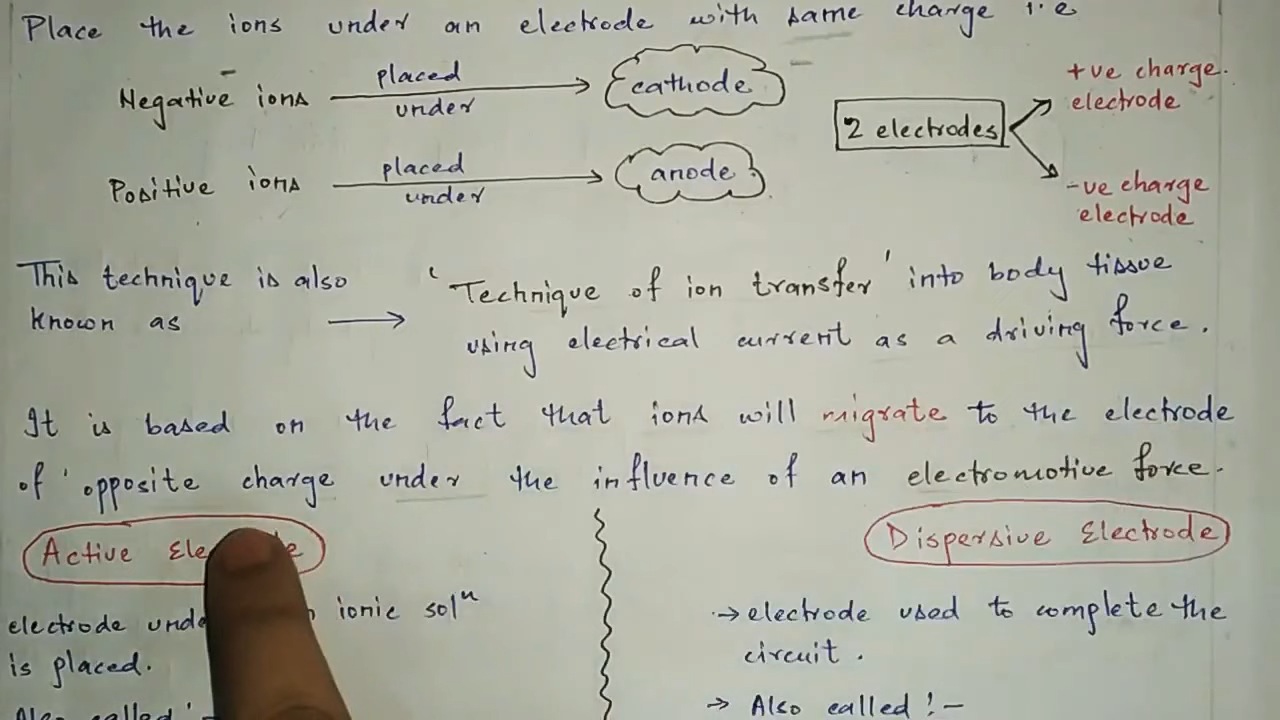 Place the ions under an electrode with same charge i.e
Negative ions placed under cathode
Positive ions placed under anode
2 electrodes
+ve charge.
electrode
-ve charge
electrode
This technique is also
known as
'Technique of ion transfer' into body tissue
using electrical current as a driving force.
It is based on the fact that ions will migrate to the electrode
of 'opposite charge under the influence of an electromotive force.
Active
electrode ionic solⁿ
is placed.
Dispersive Electrode
→ electrode used to complete the
circuit.
→ Also called :-